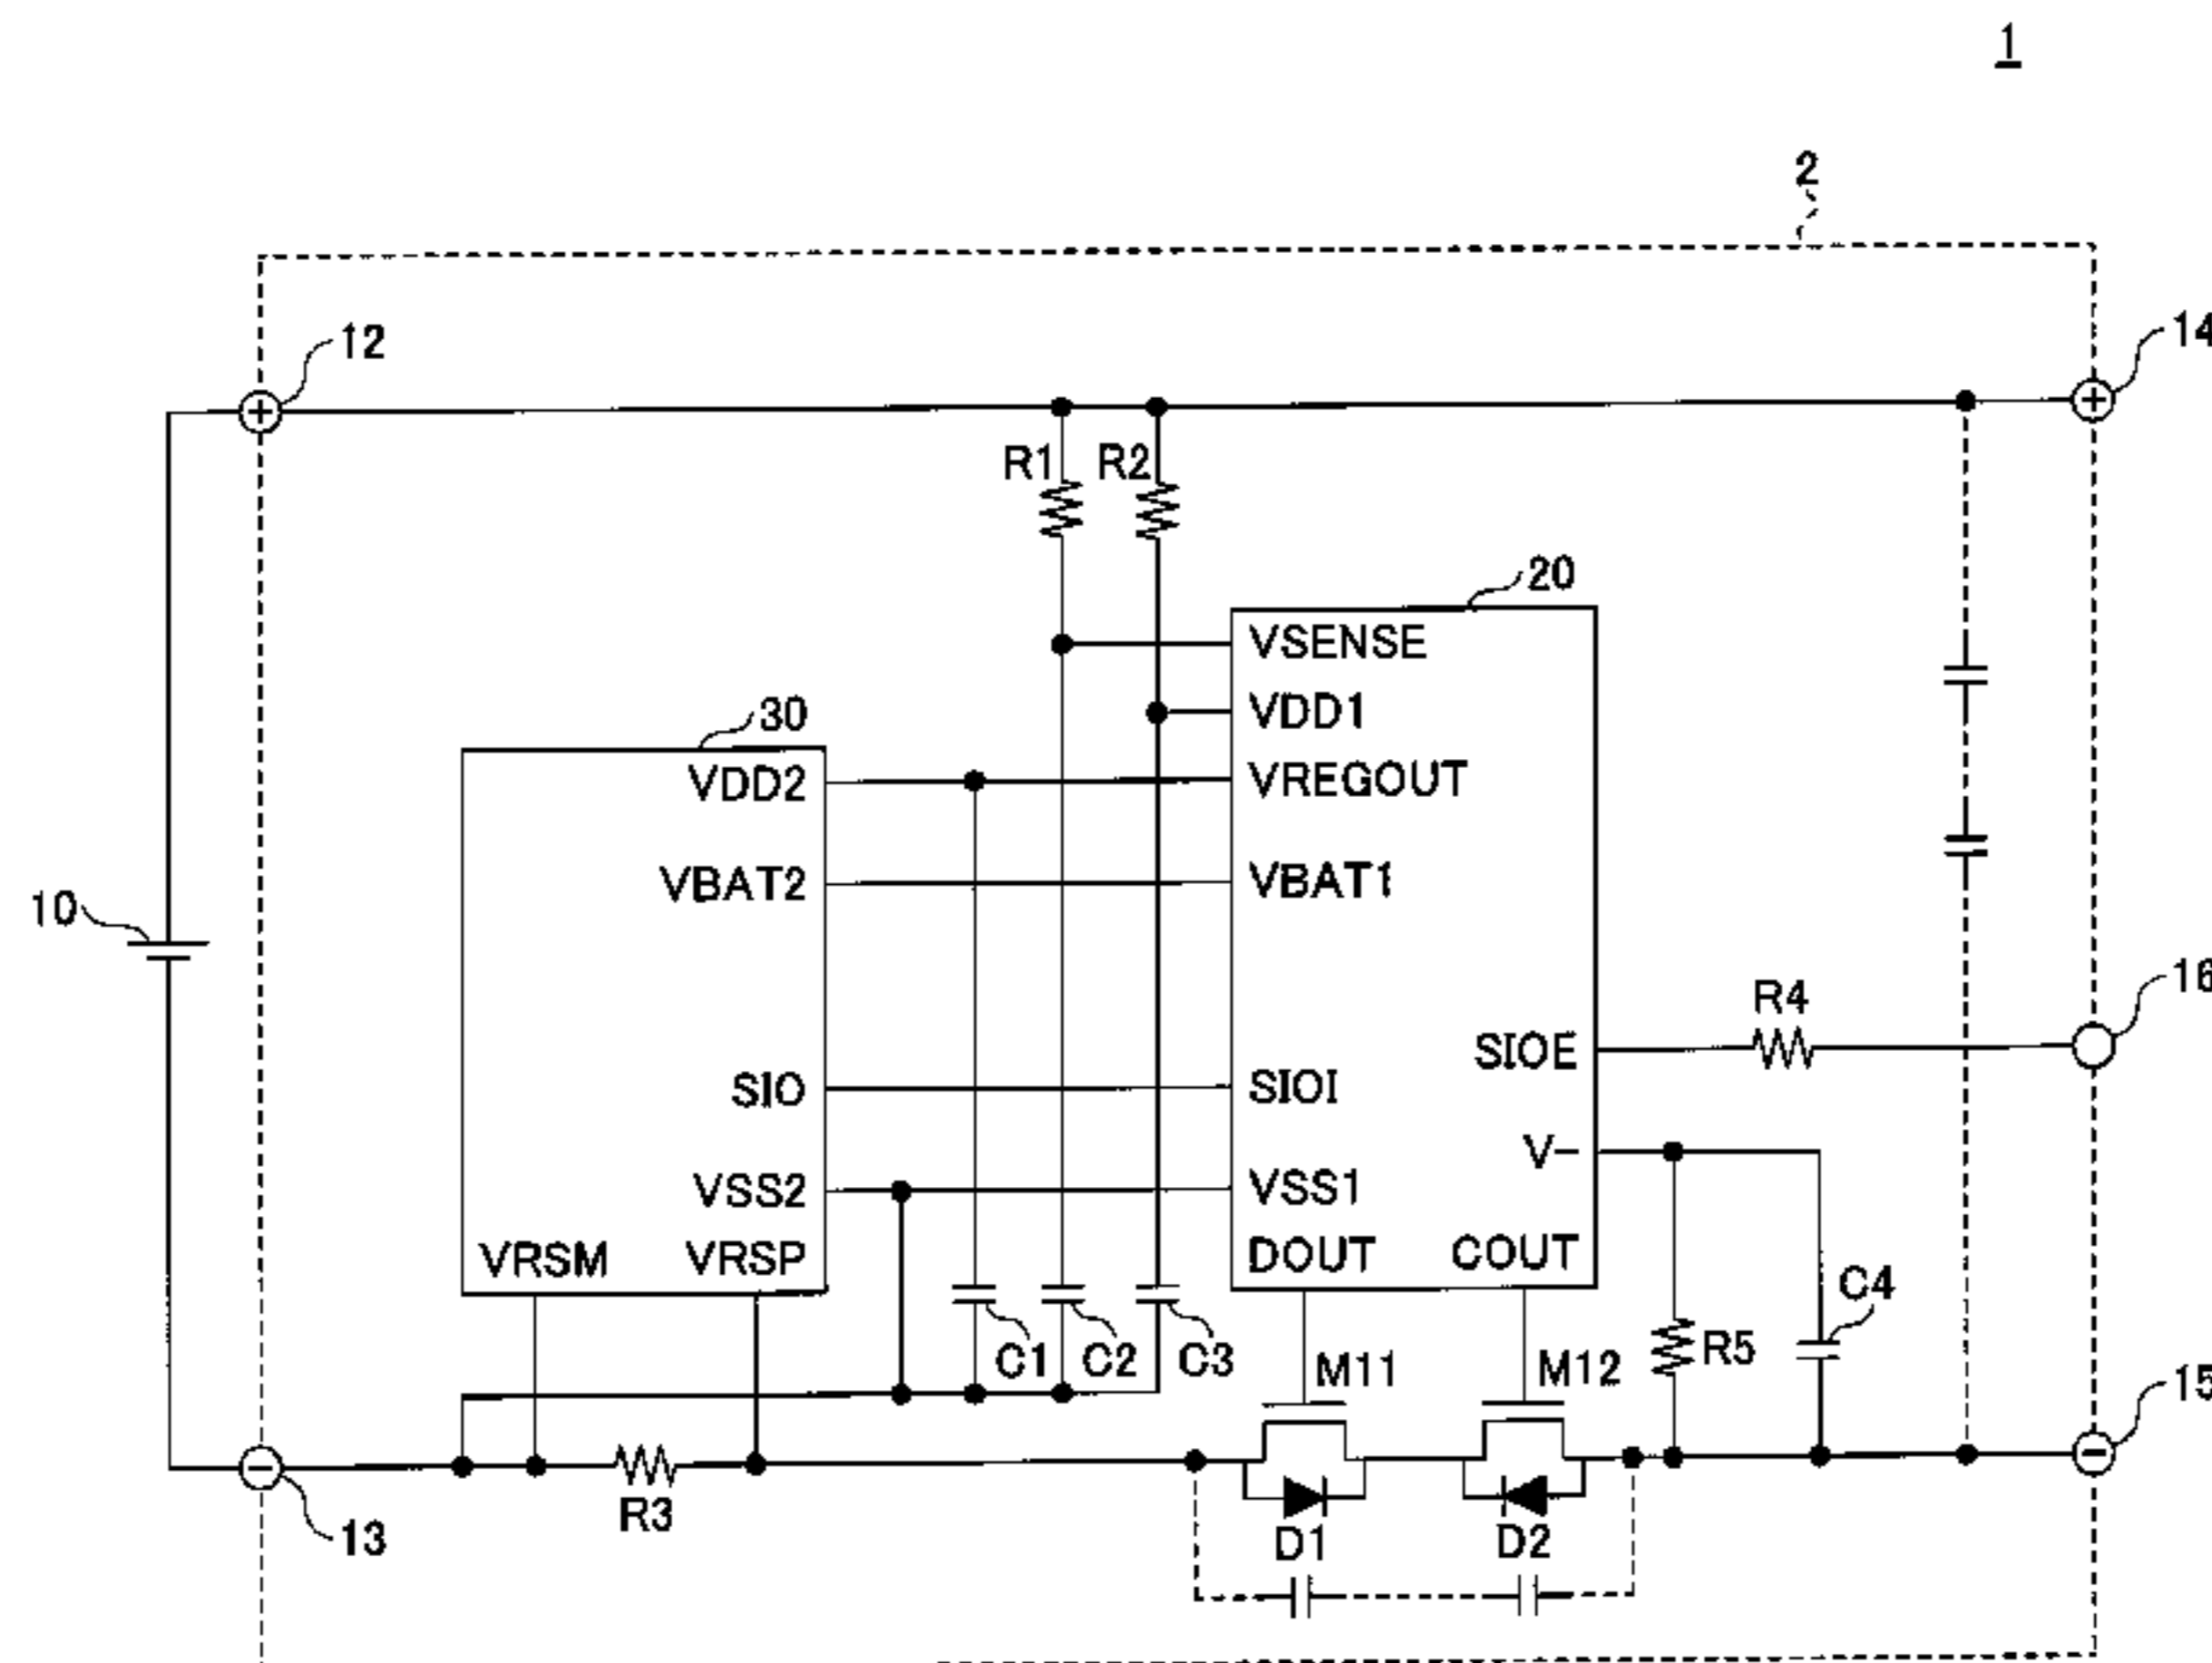 1
2
12
14
R1 R2
20
VSENSE
30
VDD1
VDD2
VREGOUT
VBAT2
VBAT1
10
16
R4
SIOE
SIO
SIOI
V-
VSS2
VSS1
VRSM
VRSP
DOUT
COUT
C4
C1
C2
C3
M11
M12
R5
15
R3
13
D1
D2